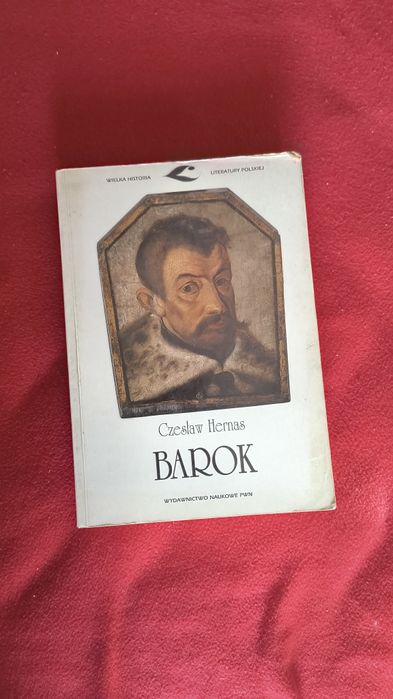 WIELKA HISTORIA LITERATURY POLSKIEJ
Czesław Hernas
BAROK
WYDAWNICTWO NAUKOWE PWN